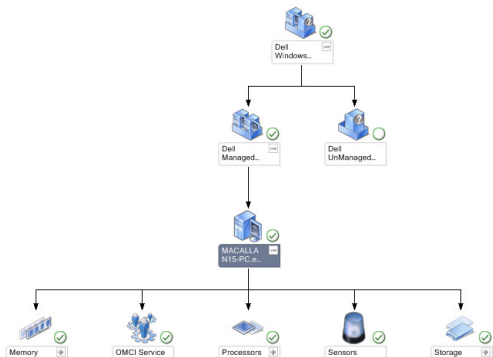 Dell
Windows...
Dell
Managed...
Dell
UnManaged...
MACALLA
N15-PC.e...
Memory
OMCI Service
Processors
Sensors
Storage